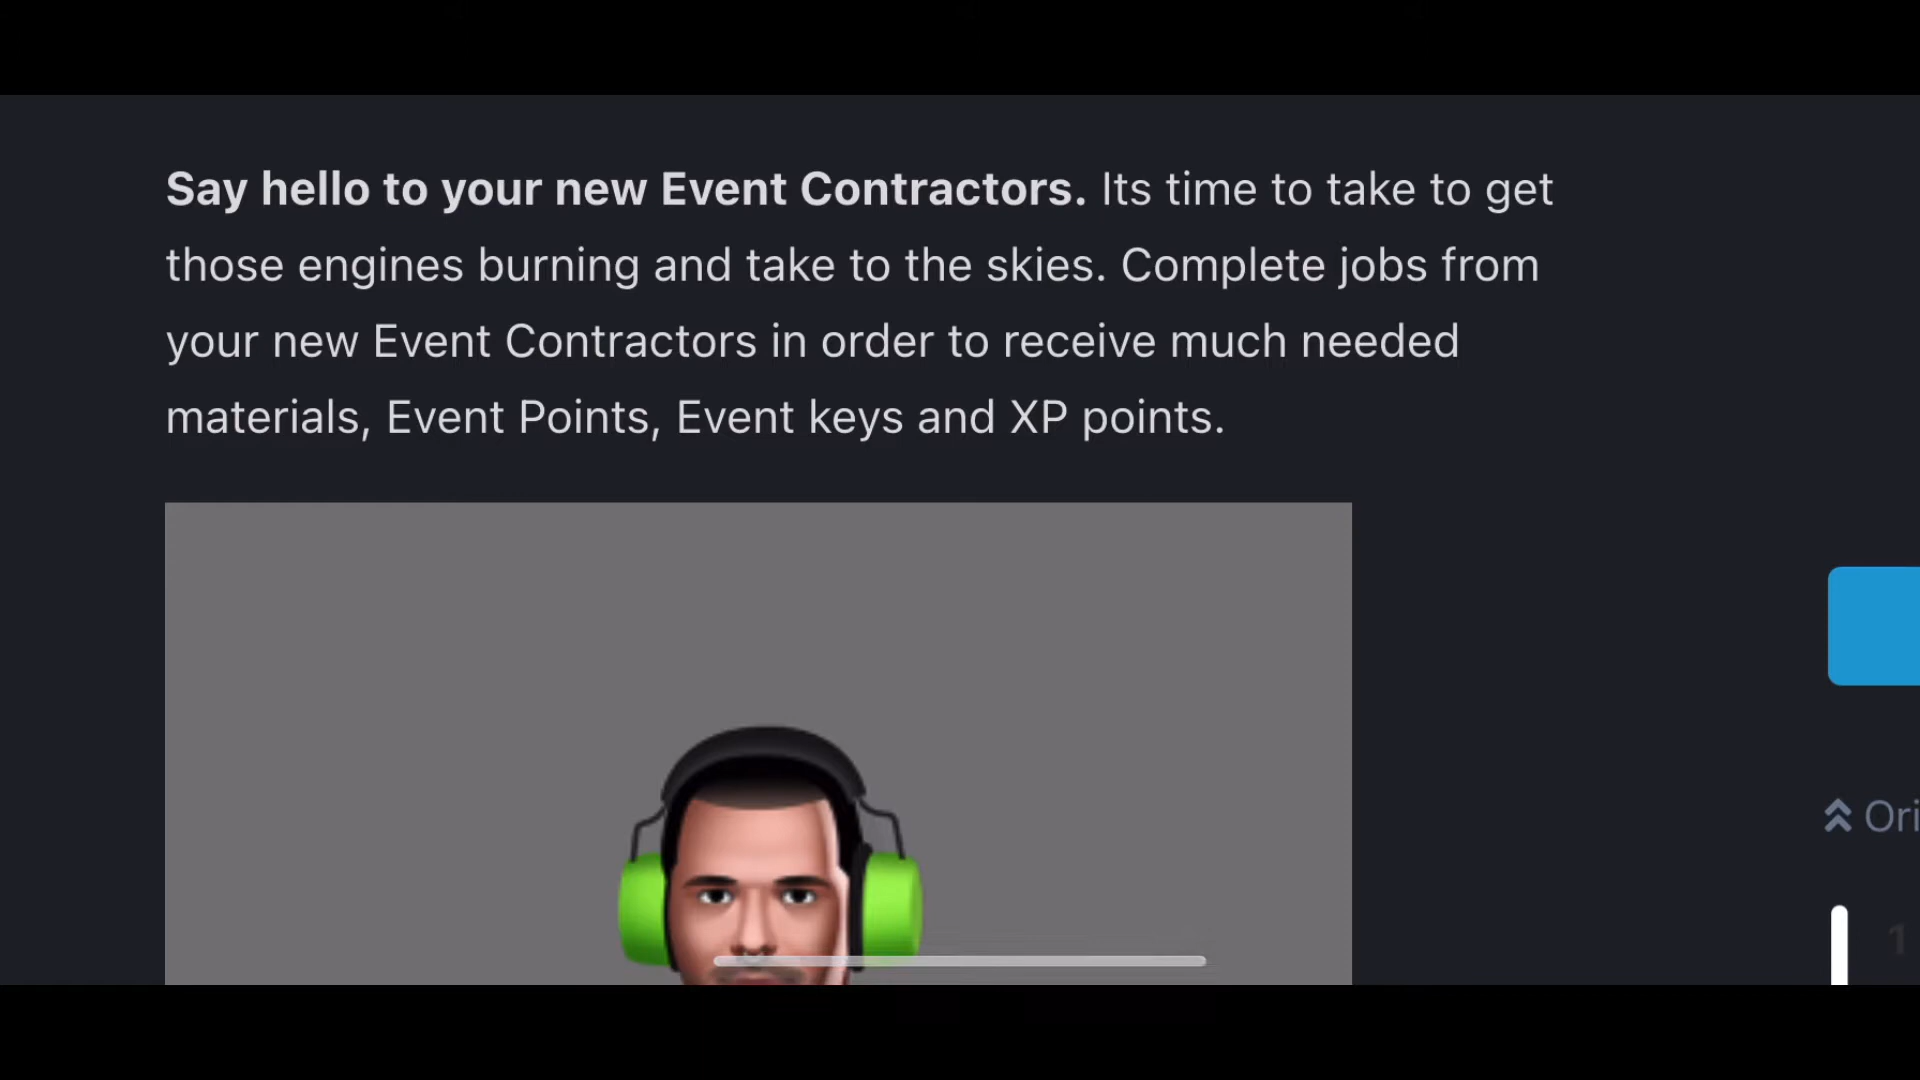 Say hello to your new Event Contractors. Its time to take to get
those engines burning and take to the skies. Complete jobs from
your new Event Contractors in order to receive much needed
materials, Event Points, Event keys and XP points.
Ori
1